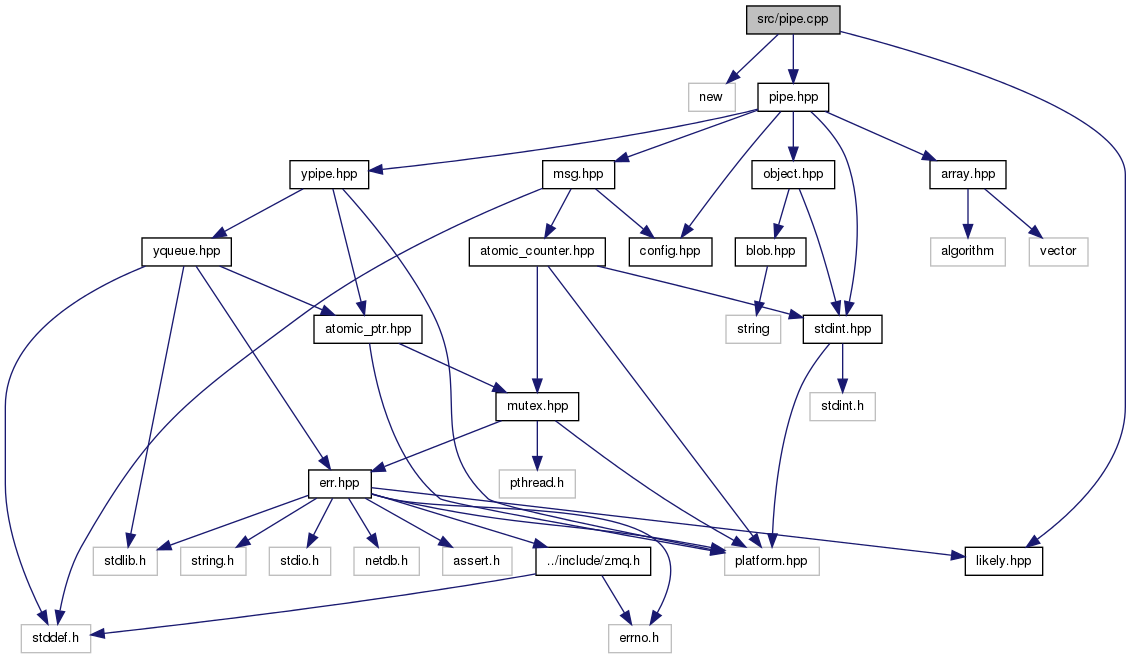 src/pipe.cpp
new
pipe.hpp
ypipe.hpp
msg.hpp
object.hpp
array.hpp
yqueue.hpp
atomic_counter.hpp
config.hpp
blob.hpp
algorithm
vector
atomic_ptr.hpp
string
stdint.hpp
mutex.hpp
stdint.h
err.hpp
pthread.h
stdlib.h
string.h
stdio.h
netdb.h
assert.h
../include/zmq.h
platform.hpp
likely.hpp
stddef.h
errno.h